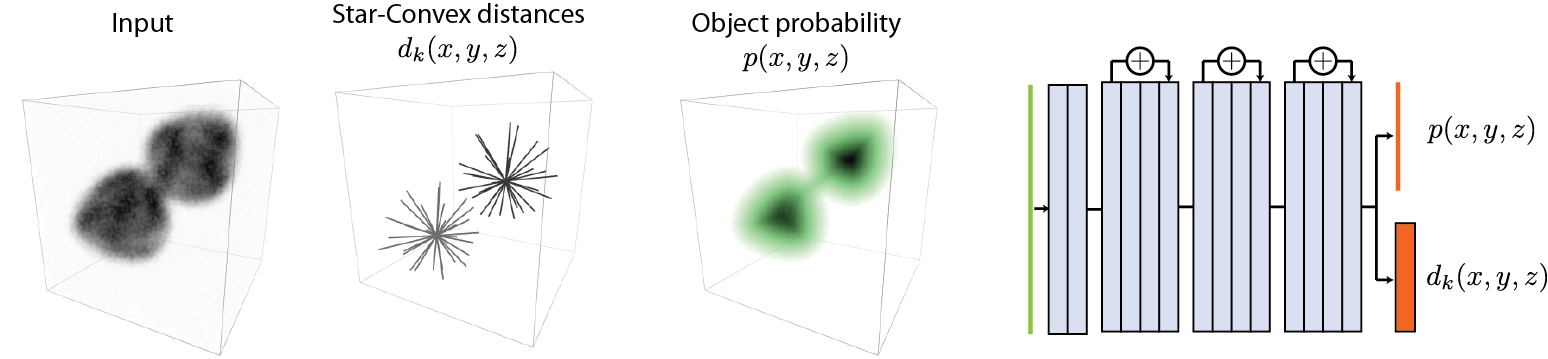 Input
Star-Convex distances
d_k(x, y, z)
Object probability
p(x, y, z)
p(x, y, z)
d_k(x, y, z)